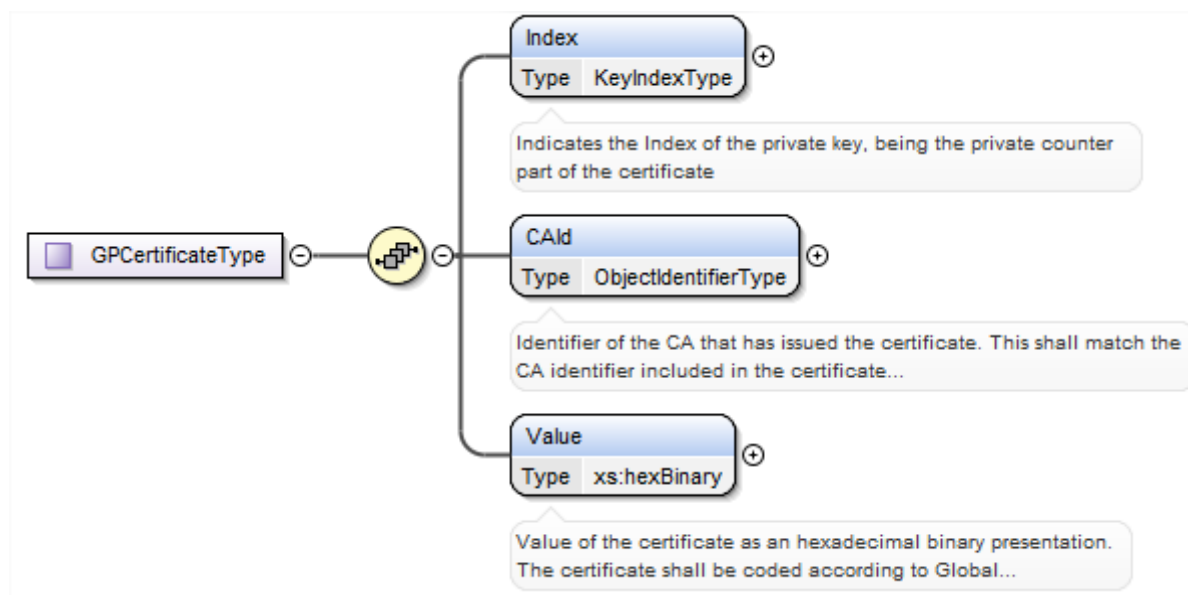 Index
Type KeyIndexType
Indicates the Index of the private key, being the private counter
part of the certificate
GPCertificateType
CAId
Type ObjectIdentifierType
Identifier of the CA that has issued the certificate. This shall match the
CA identifier included in the certificate...
Value
Type xs:hexBinary
Value of the certificate as an hexadecimal binary presentation.
The certificate shall be coded according to Global...